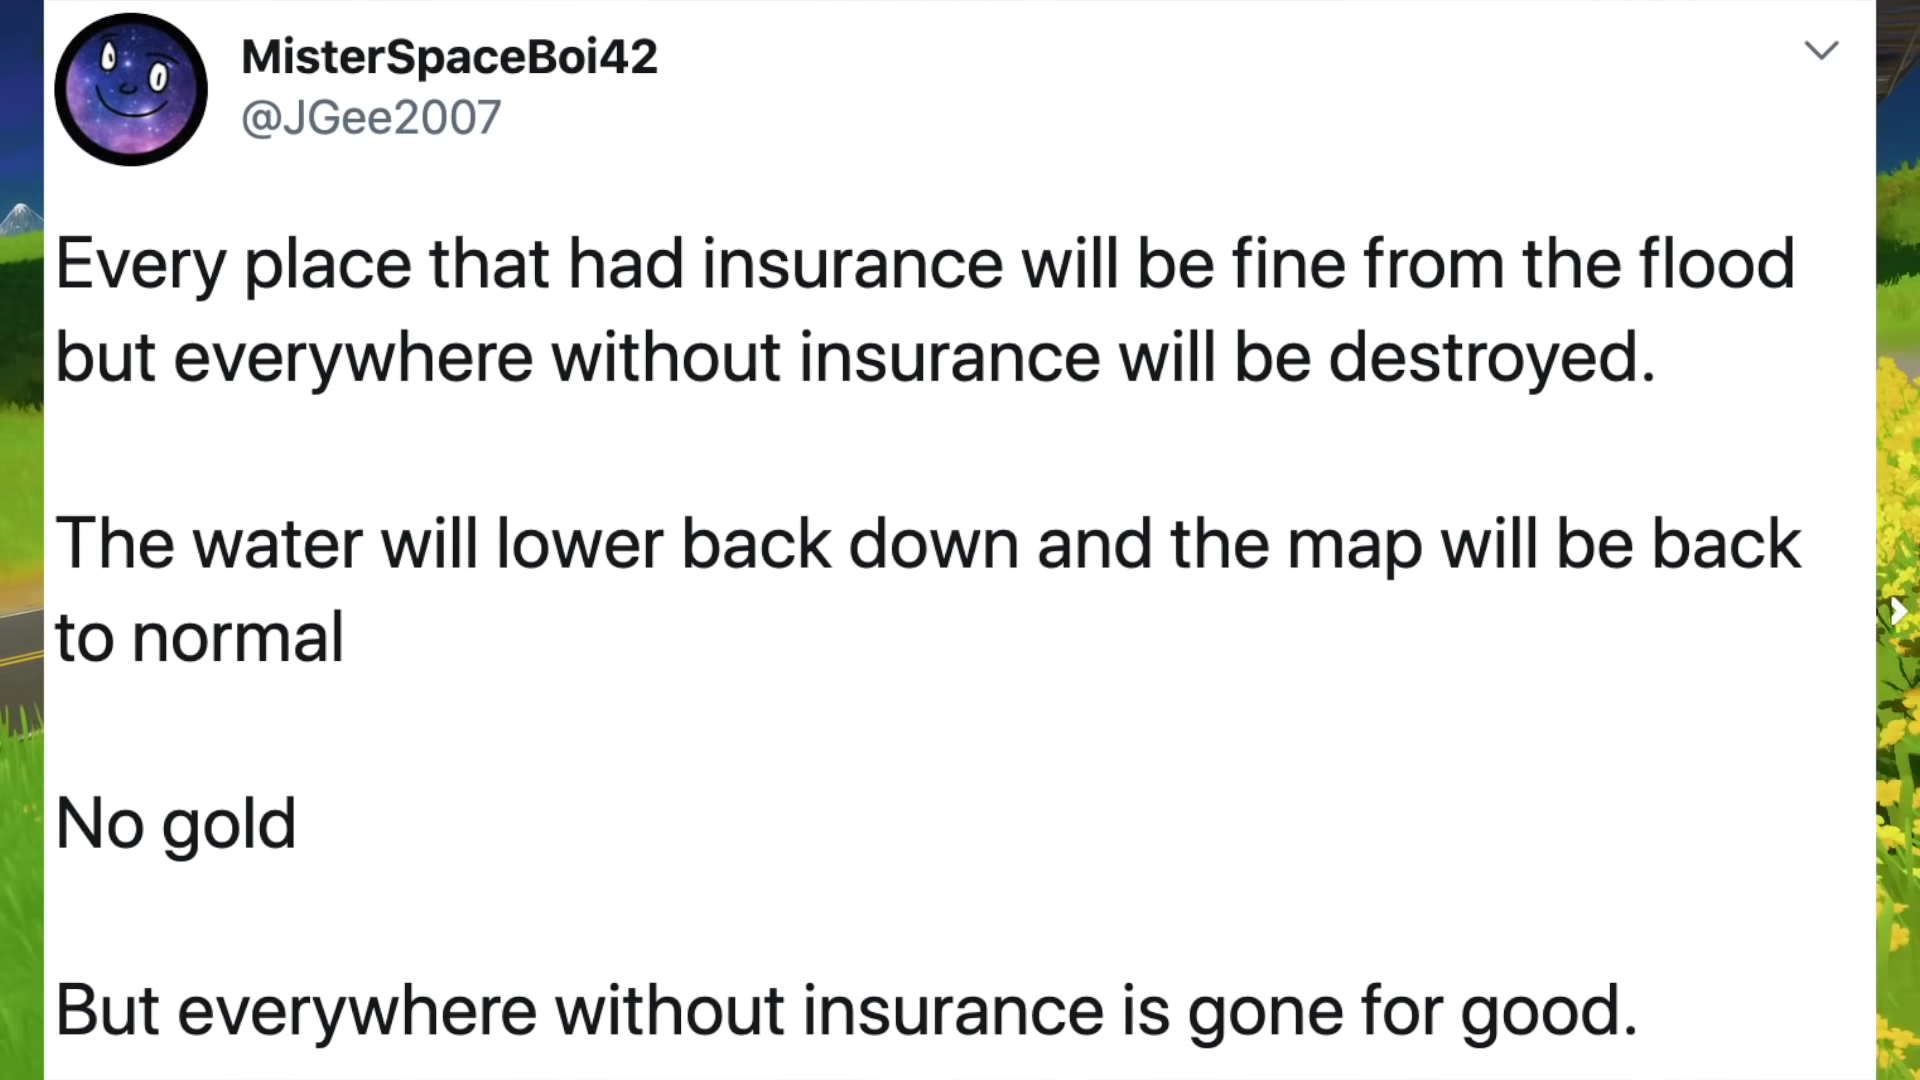 MisterSpaceBoi42
@JGee2007
Every place that had insurance will be fine from the flood
but everywhere without insurance will be destroyed.
The water will lower back down and the map will be back
to normal
No gold
But everywhere without insurance is gone for good.